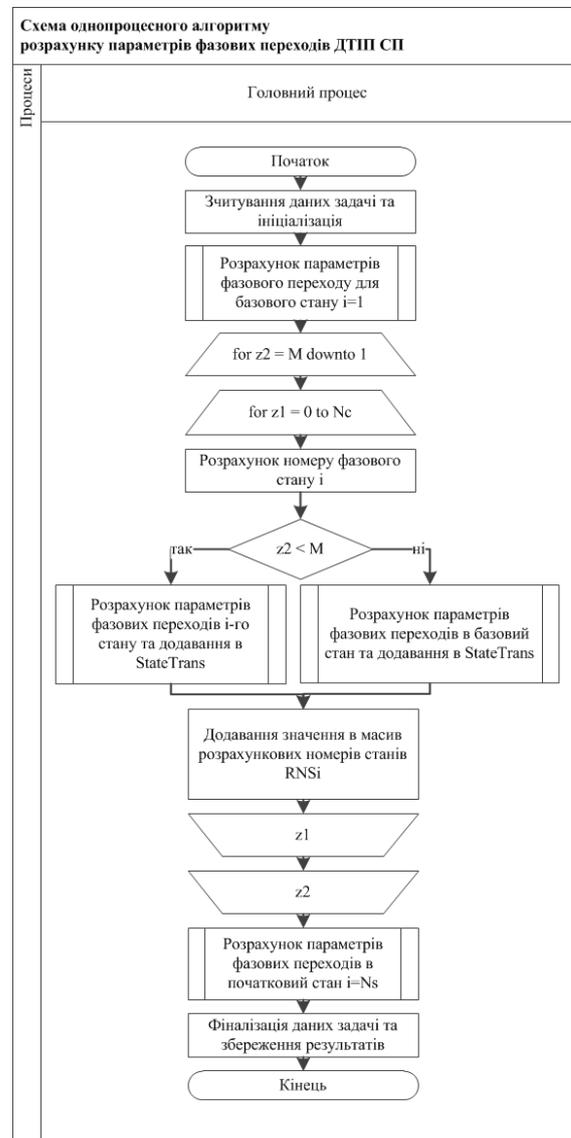 Схема однопроцесного алгоритму
розрахунку параметрів фазових переходів ДТІП СП
Процеси
Головний процес
Початок
Зчитування даних задачі та
ініціалізація
Розрахунок параметрів
фазового переходу для
базового стану i=1
for z2 = M downto 1
for z1 = 0 to Nc
Розрахунок номеру фазового
стану i
z2 < M
так
ні
Розрахунок параметрів
фазових переходів i-го
стану та додавання в
StateTrans
Розрахунок параметрів
фазових переходів в базовий
стан та додавання в StateTrans
Додавання значення в масив
розрахункових номерів станів
RNSi
z1
z2
Розрахунок параметрів
фазових переходів в
початковий стан i=Ns
Фіналізація даних задачі та
збереження результатів
Кінець